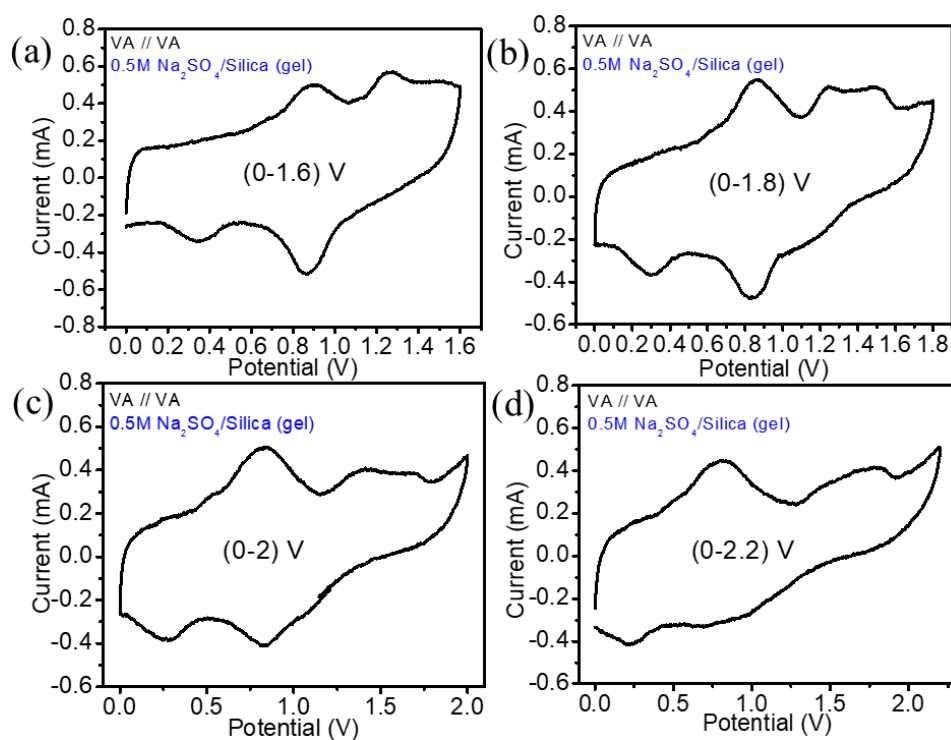 (a)
VA // VA
0.5M Na₂SO₄/Silica (gel)
(0-1.6) V
Current (mA)
0.8
0.6
0.4
0.2
0.0
-0.2
-0.4
-0.6
-0.8
0.0 0.2 0.4 0.6 0.8 1.0 1.2 1.4 1.6
Potential (V)
(b)
VA // VA
0.5M Na₂SO₄/Silica (gel)
(0-1.8) V
Current (mA)
0.8
0.6
0.4
0.2
0.0
-0.2
-0.4
-0.6
0.0 0.2 0.4 0.6 0.8 1.0 1.2 1.4 1.6 1.8
Potential (V)
(c)
VA // VA
0.5M Na₂SO₄/Silica (gel)
(0-2) V
Current (mA)
0.8
0.6
0.4
0.2
0.0
-0.2
-0.4
-0.6
0.0 0.5 1.0 1.5 2.0
Potential (V)
(d)
VA // VA
0.5M Na₂SO₄/Silica (gel)
(0-2.2) V
Current (mA)
0.8
0.6
0.4
0.2
0.0
-0.2
-0.4
-0.6
0.0 0.5 1.0 1.5 2.0
Potential (V)